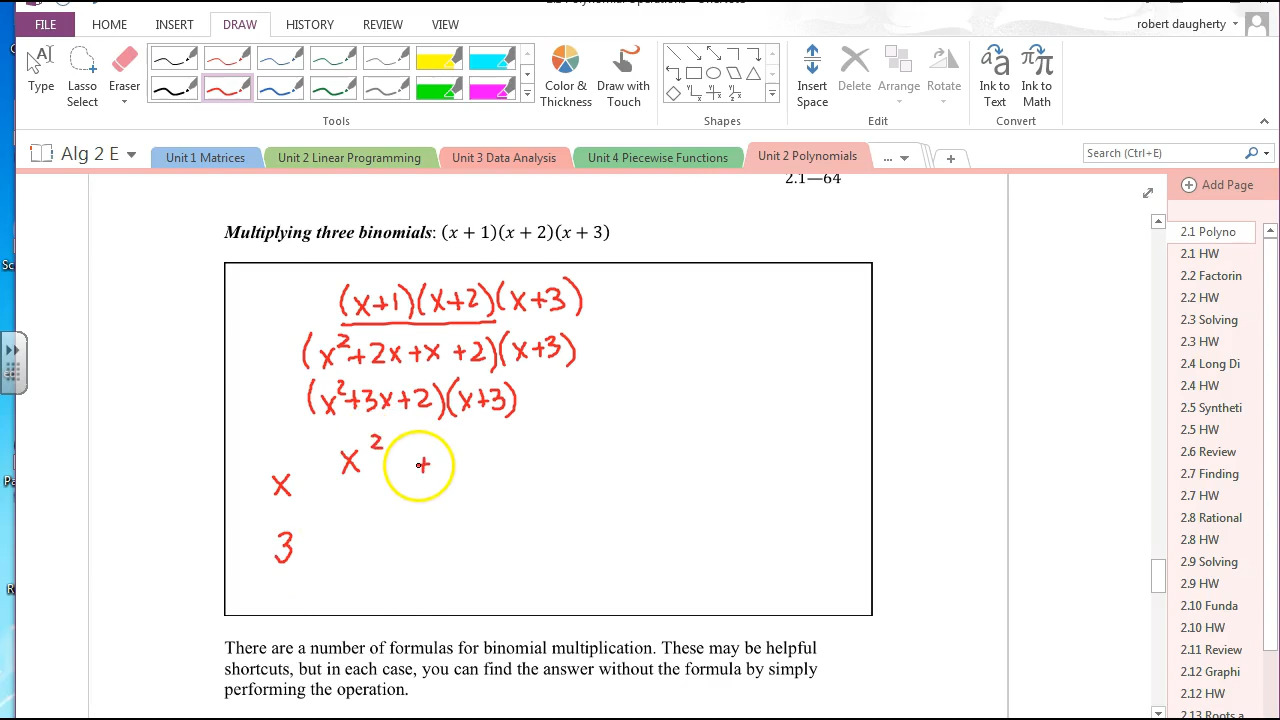 robert daugherty
FILE HOME INSERT DRAW HISTORY REVIEW VIEW
Type Lasso Select Eraser
Color & Thickness Draw with Touch
Insert Space Delete Arrange Rotate
Ink to Text Ink to Math
Tools Shapes Edit Convert
Alg 2 E Unit 1 Matrices Unit 2 Linear Programming Unit 3 Data Analysis Unit 4 Piecewise Functions Unit 2 Polynomials ... Search (Ctrl+E)
2.1—64
Multiplying three binomials: (x + 1)(x + 2)(x + 3)
(x+1)(x+2)(x+3)
(x²+2x+x+2)(x+3)
(x²+3x+2)(x+3)
x² +
x
3
There are a number of formulas for binomial multiplication. These may be helpful
shortcuts, but in each case, you can find the answer without the formula by simply
performing the operation.
Add Page
2.1 Polyno
2.1 HW
2.2 Factorin
2.2 HW
2.3 Solving
2.3 HW
2.4 Long Di
2.4 HW
2.5 Syntheti
2.5 HW
2.6 Review
2.7 Finding
2.7 HW
2.8 Rational
2.8 HW
2.9 Solving
2.9 HW
2.10 Funda
2.10 HW
2.11 Review
2.12 Graphi
2.12 HW
2.13 Roots a